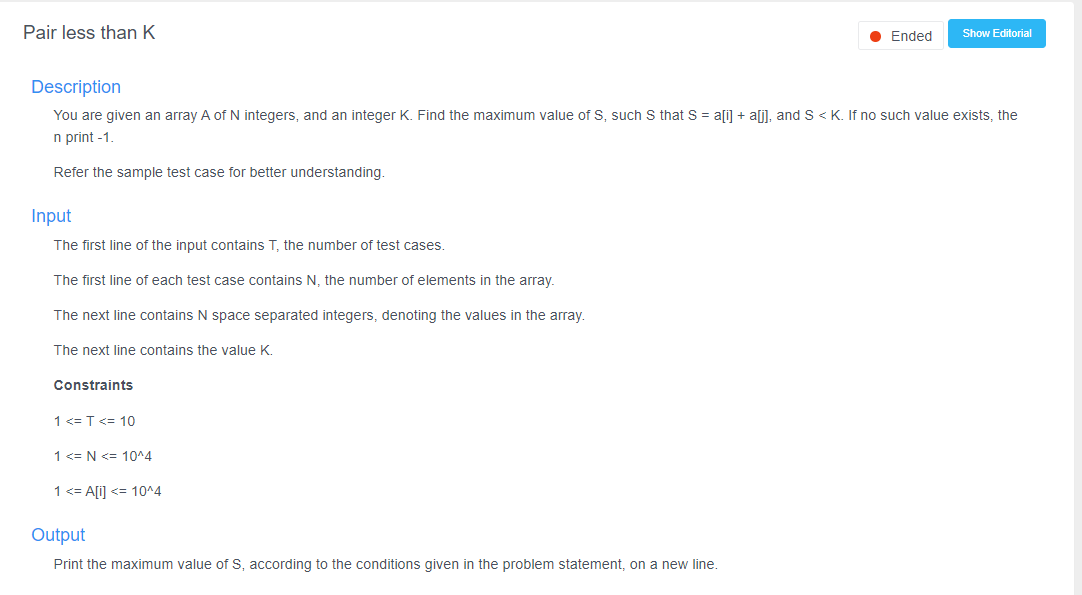 Pair less than K
Ended
Show Editorial
Description
You are given an array A of N integers, and an integer K. Find the maximum value of S, such S that S = a[i] + a[j], and S < K. If no such value exists, the
n print -1.
Refer the sample test case for better understanding.
Input
The first line of the input contains T, the number of test cases.
The first line of each test case contains N, the number of elements in the array.
The next line contains N space separated integers, denoting the values in the array.
The next line contains the value K.
Constraints
1 <= T <= 10
1 <= N <= 10^4
1 <= A[i] <= 10^4
Output
Print the maximum value of S, according to the conditions given in the problem statement, on a new line.